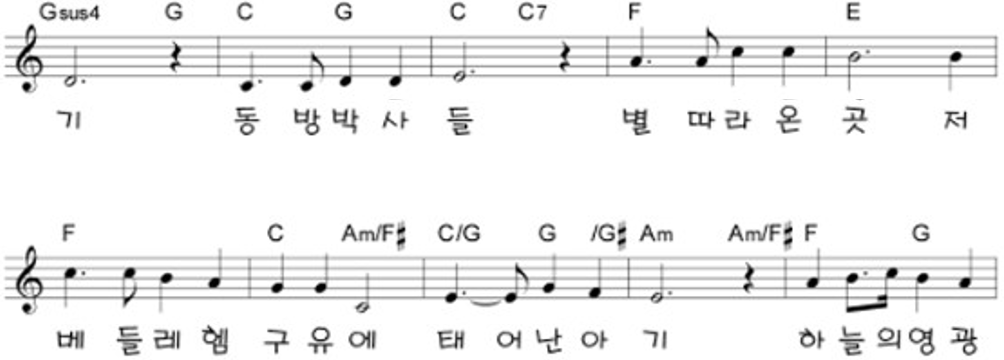 Gsus4 G C G C C7 F E
기 동 방 박 사 들 별 따 라 온 곳 저
F C Am/F♯ C/G G /G♯ Am Am/F♯ F G
베 들 레 헴 구 유 에 태 어 난 아 기 하 늘 의 영 광